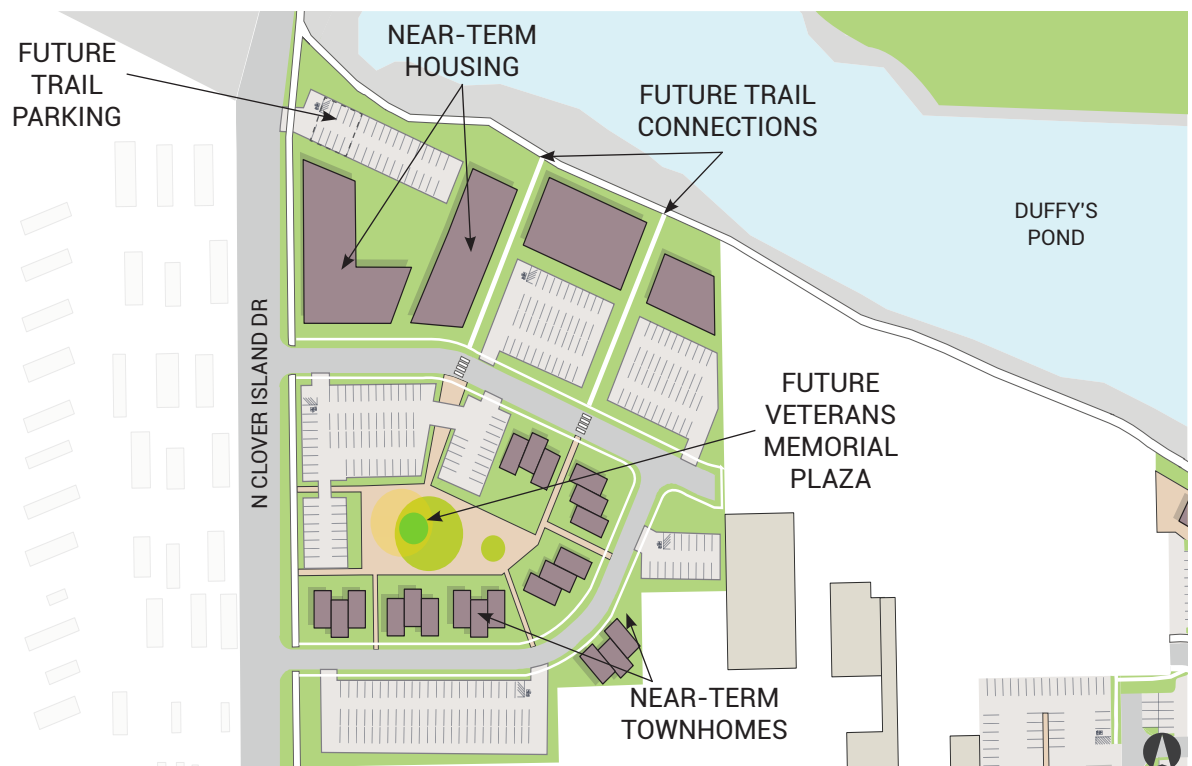 FUTURE
TRAIL
PARKING
NEAR-TERM
HOUSING
FUTURE TRAIL
CONNECTIONS
DUFFY'S
POND
N CLOVER ISLAND DR
FUTURE
VETERANS
MEMORIAL
PLAZA
NEAR-TERM
TOWNHOMES